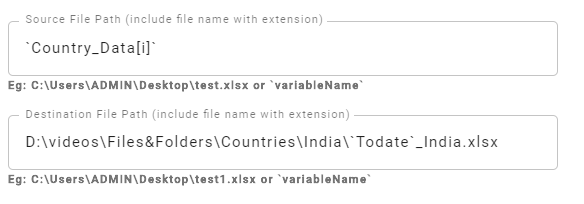 Source File Path (include file name with extension)
`Country_Data[i]`
Eg: C:\Users\ADMIN\Desktop\test.xlsx or `variableName`
Destination File Path (include file name with extension)
D:\videos\Files&Folders\Countries\India\`Todate`_India.xlsx
Eg: C:\Users\ADMIN\Desktop\test1.xlsx or `variableName`